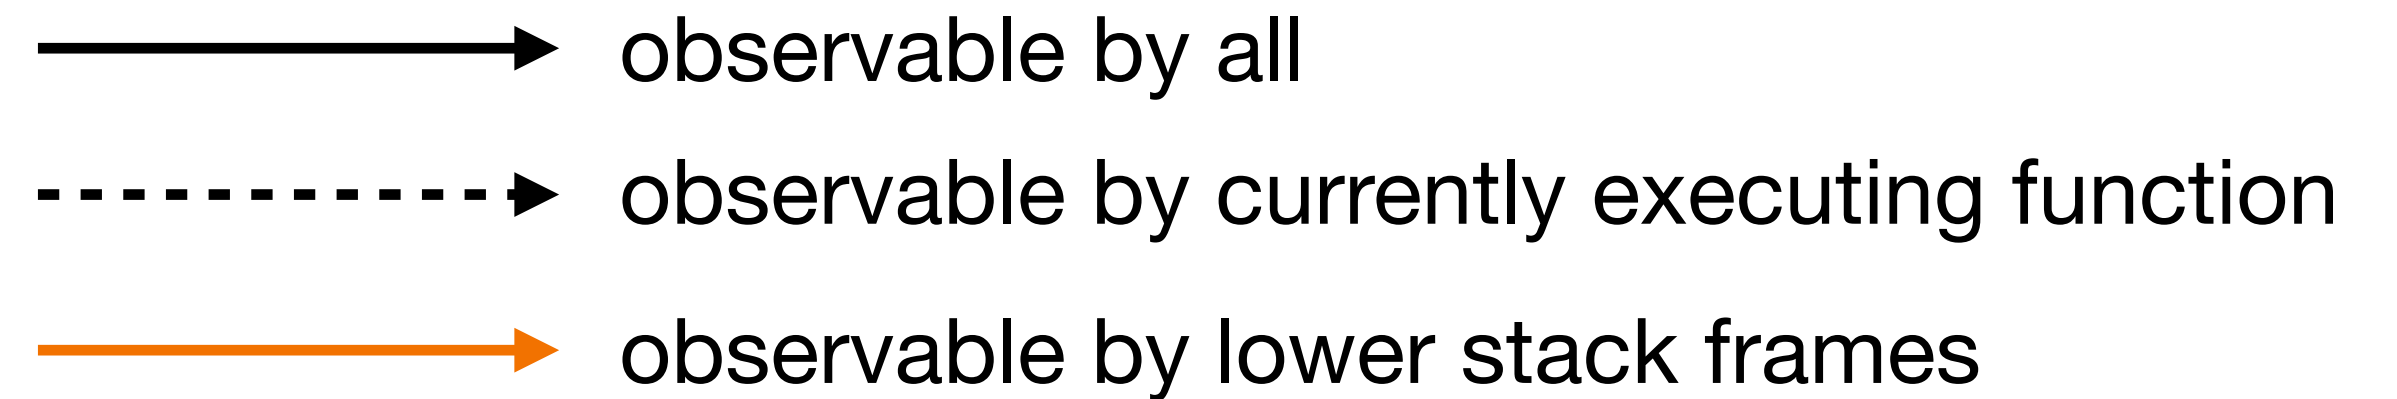 observable by all
observable by currently executing function
observable by lower stack frames